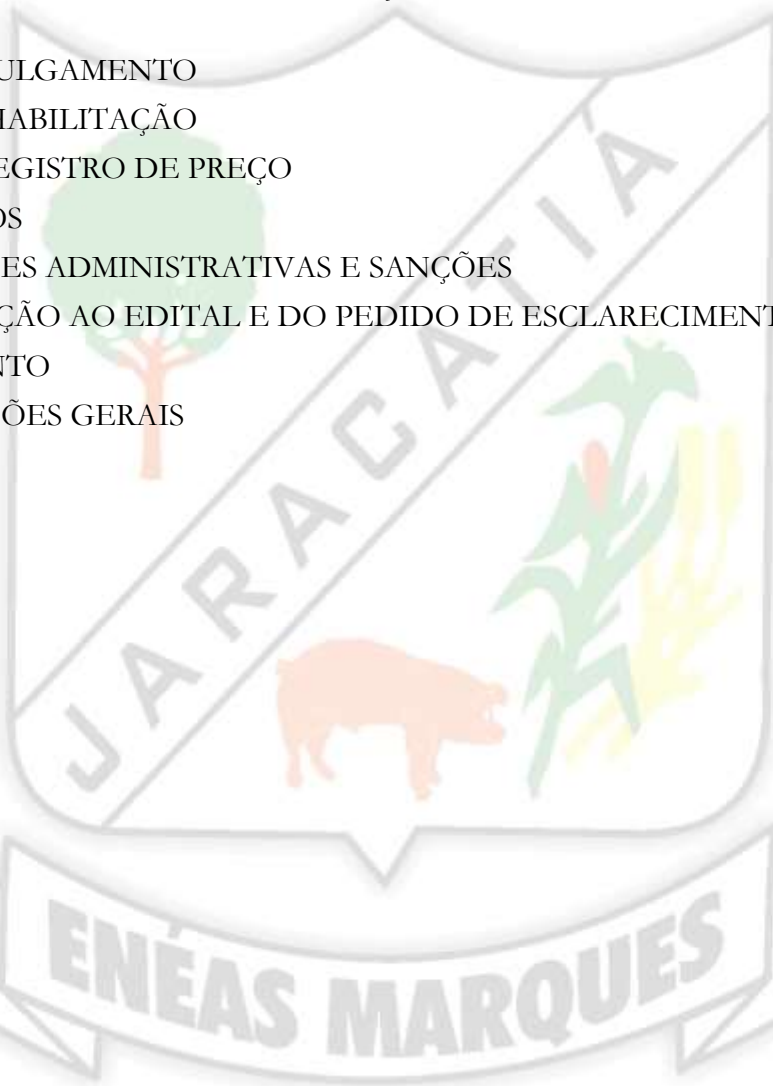 ULGAMENTO
HABILITAÇÃO
EGISTRO DE PREÇO
OS
ES ADMINISTRATIVAS E SANÇÕES
ÇÃO AO EDITAL E DO PEDIDO DE ESCLARECIMENT
NTO
ÕES GERAIS
JARACATIÁ
ENÉAS MARQUES